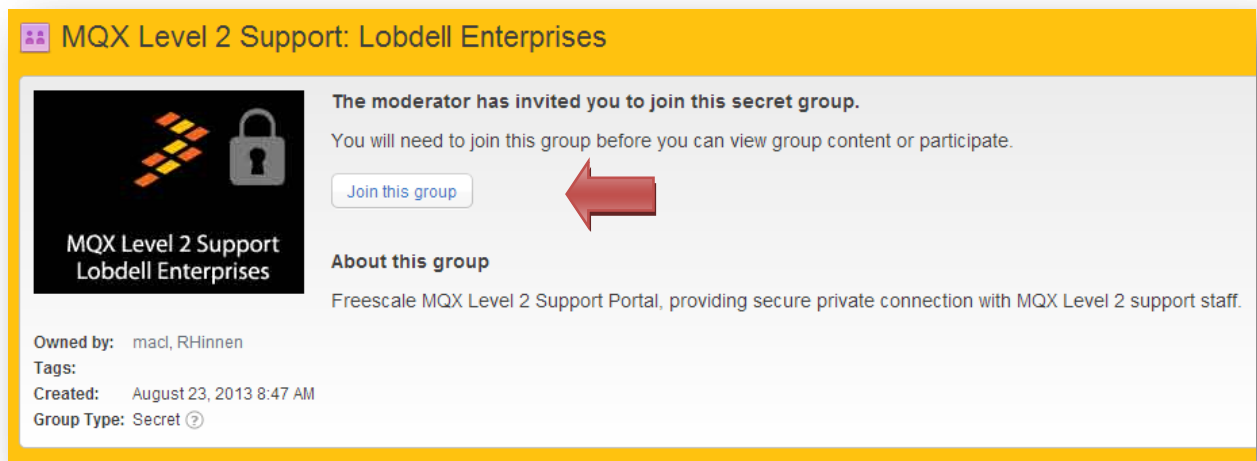 MQX Level 2 Support: Lobdell Enterprises
The moderator has invited you to join this secret group.
You will need to join this group before you can view group content or participate.
Join this group
MQX Level 2 Support
Lobdell Enterprises
About this group
Freescale MQX Level 2 Support Portal, providing secure private connection with MQX Level 2 support staff.
Owned by: macl, RHinnen
Tags:
Created: August 23, 2013 8:47 AM
Group Type: Secret ?